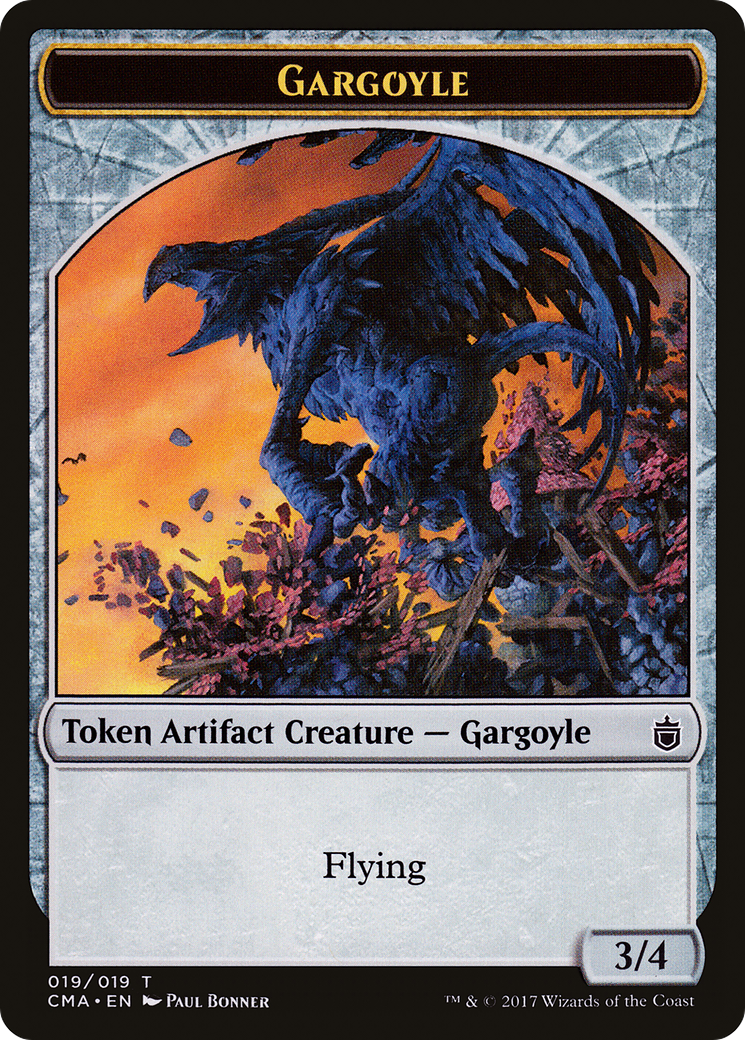 Gargoyle
Token Artifact Creature — Gargoyle
Flying
3/4
019/019 T
CMA • EN Paul Bonner
™ & © 2017 Wizards of the Coast